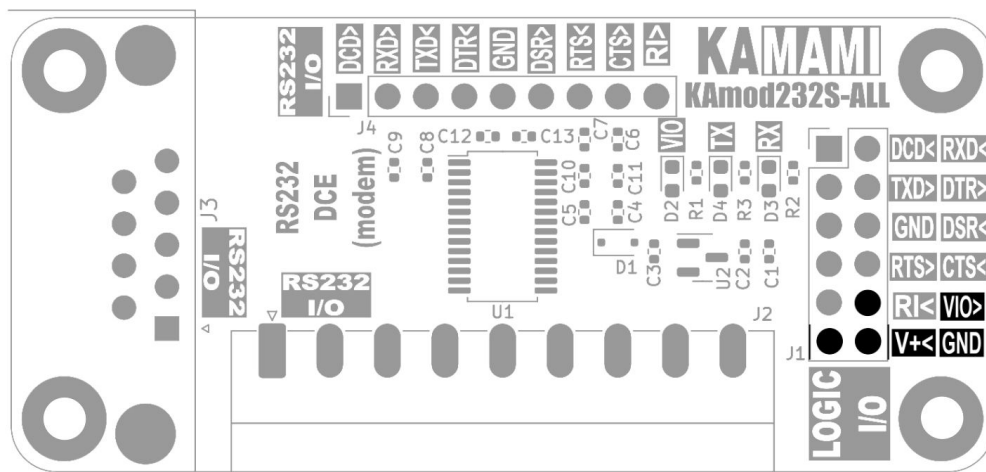 RS232
I/O
DCD>
RXD>
TXD<
DTR<
GND
DSR>
RTS<
CTS>
RI>
KAMAMI
KAmod232S-ALL
J4
C9
C8
C12
C13
C7
C6
VIO
TX
RX
DCD< RXD<
TXD> DTR>
GND DSR<
RTS> CTS<
RI< VIO>
V+< GND
RS232
DCE
(modem)
C10
C11
C5
C4
D2
R1
D4
R3
D3
R2
J3
RS232
I/O
RS232
I/O
U1
D1
C3
U2
C2
C1
J2
J1
LOGIC
I/O